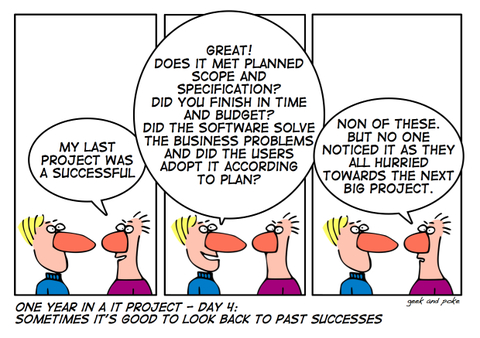 MY LAST
PROJECT WAS
A SUCCESSFUL
GREAT!
DOES IT MET PLANNED
SCOPE AND
SPECIFICATION?
DID YOU FINISH IN TIME
AND BUDGET?
DID THE SOFTWARE SOLVE
THE BUSINESS PROBLEMS
AND DID THE USERS
ADOPT IT ACCORDING
TO PLAN?
NON OF THESE.
BUT NO ONE
NOTICED IT AS THEY
ALL HURRIED
TOWARDS THE NEXT
BIG PROJECT.
geek and poke
ONE YEAR IN A IT PROJECT - DAY 4:
SOMETIMES IT'S GOOD TO LOOK BACK TO PAST SUCCESSES